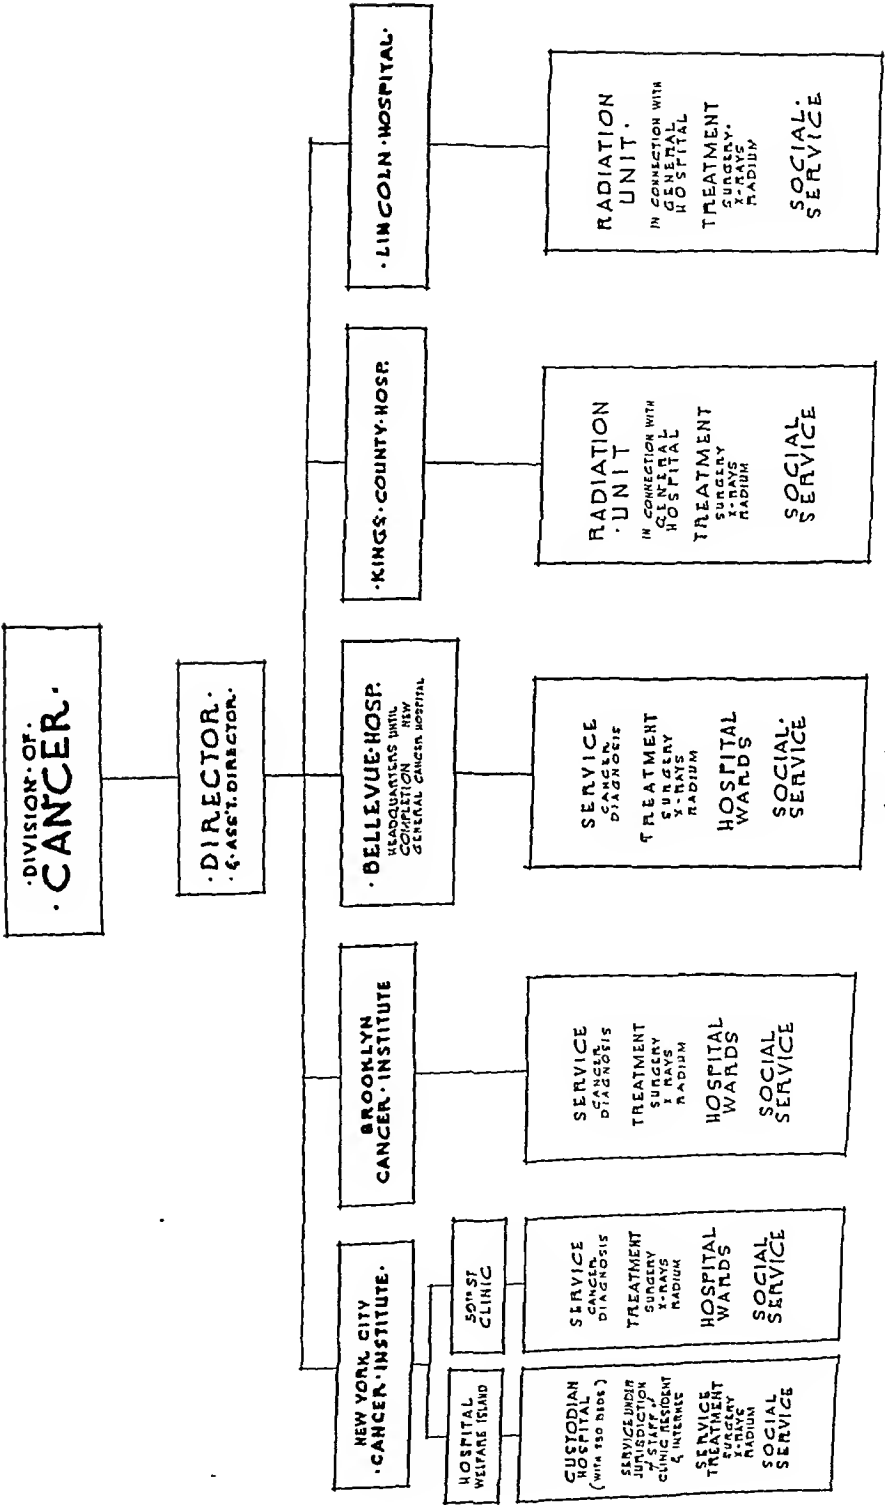 ·DIVISION·OF·
·CANCER·
·DIRECTOR·
·& ASS'T. DIRECTOR·
NEW YORK CITY
·CANCER·INSTITUTE·
BROOKLYN
CANCER·INSTITUTE
·BELLEVUE·HOSP.
HEADQUARTERS UNTIL
COMPLETION NEW
GENERAL CANCER HOSPITAL
·KINGS·COUNTY·HOSP.
·LINCOLN·HOSPITAL·
HOSPITAL
WELFARE ISLAND
ST
CLINIC
CUSTODIAN
HOSPITAL
(WITH BEDS)
SERVICE UNDER
JURISDICTION
of STAFF of
CLINIC RESIDENT
& INTERNES
SERVICE
TREATMENT
SURGERY
X-RAYS
RADIUM
SOCIAL
SERVICE
SERVICE
CANCER
DIAGNOSIS
TREATMENT
SURGERY
X-RAYS
RADIUM
HOSPITAL
WARDS
SOCIAL
SERVICE
SERVICE
CANCER
DIAGNOSIS
TREATMENT
SURGERY
X RAYS
RADIUM
HOSPITAL
WARDS
SOCIAL
SERVICE
SERVICE
CANCER
DIAGNOSIS
TREATMENT
SURGERY
X-RAYS
RADIUM
HOSPITAL
WARDS
SOCIAL·
SERVICE
RADIATION
·UNIT
IN CONNECTION WITH
GENERAL
HOSPITAL
TREATMENT
SURGERY
X-RAYS
RADIUM
SOCIAL
SERVICE
RADIATION
UNIT·
IN CONNECTION WITH
GENERAL
HOSPITAL
TREATMENT
SURGERY·
X-RAYS
RADIUM
SOCIAL·
SERVICE